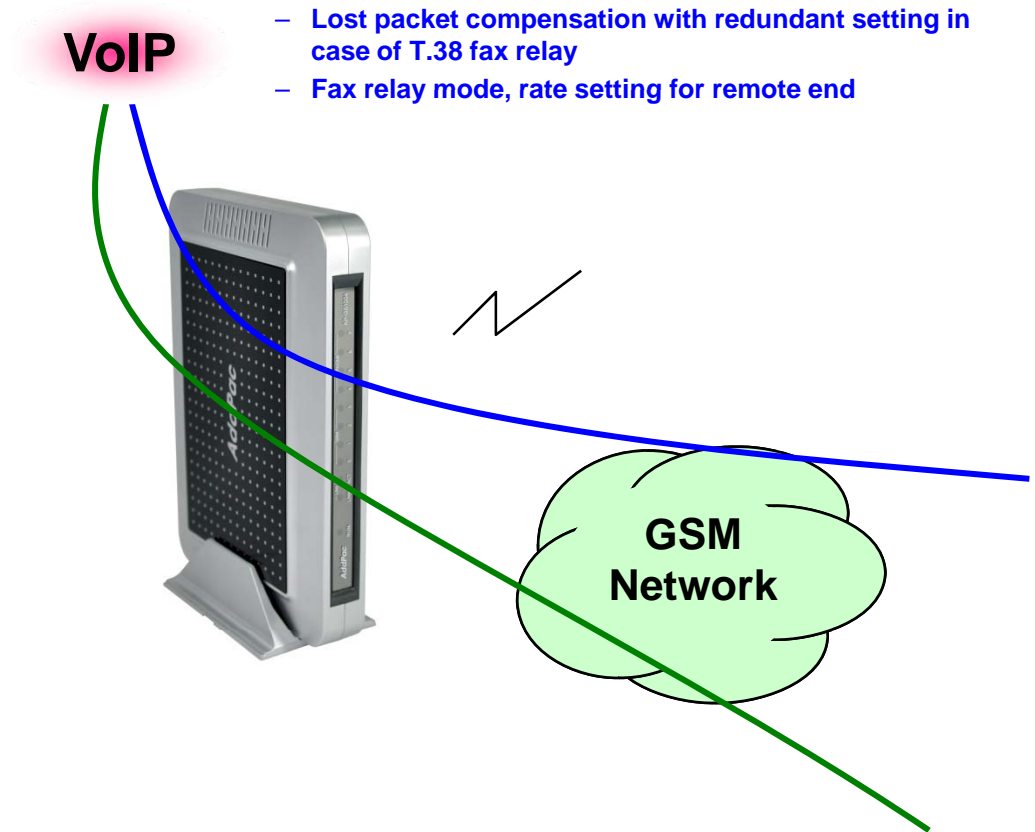 VoIP
– Lost packet compensation with redundant setting in
case of T.38 fax relay
– Fax relay mode, rate setting for remote end
AddPac
AddPac
GSM
Network